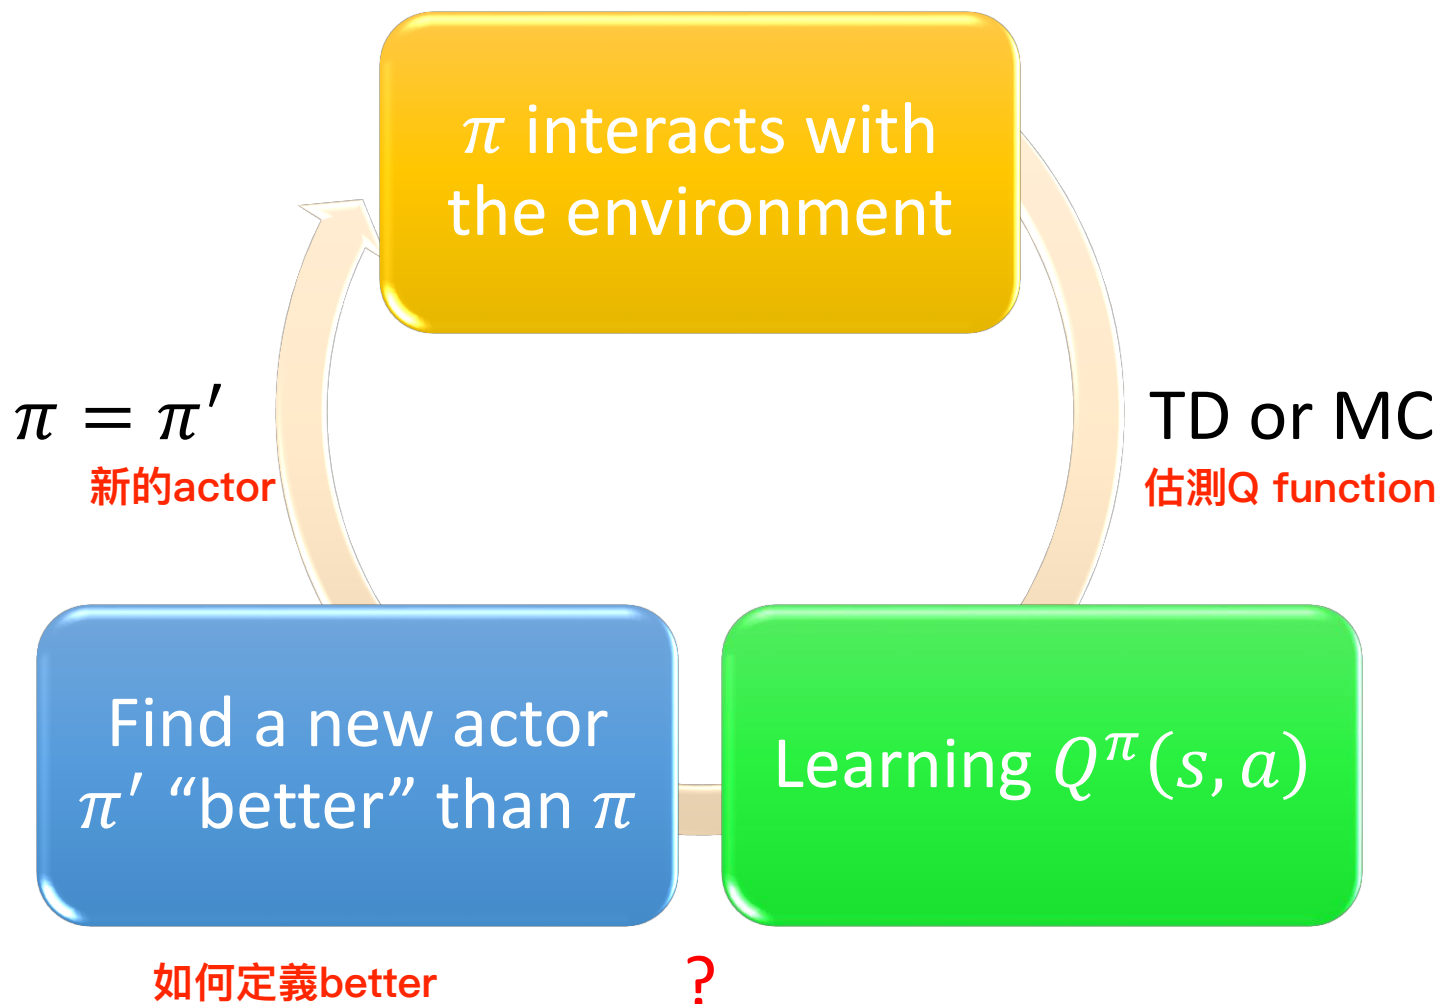 π interacts with
the environment
π = π′
新的actor
TD or MC
估測Q function
Find a new actor
π′ “better” than π
Learning Q^π(s, a)
如何定義better
?